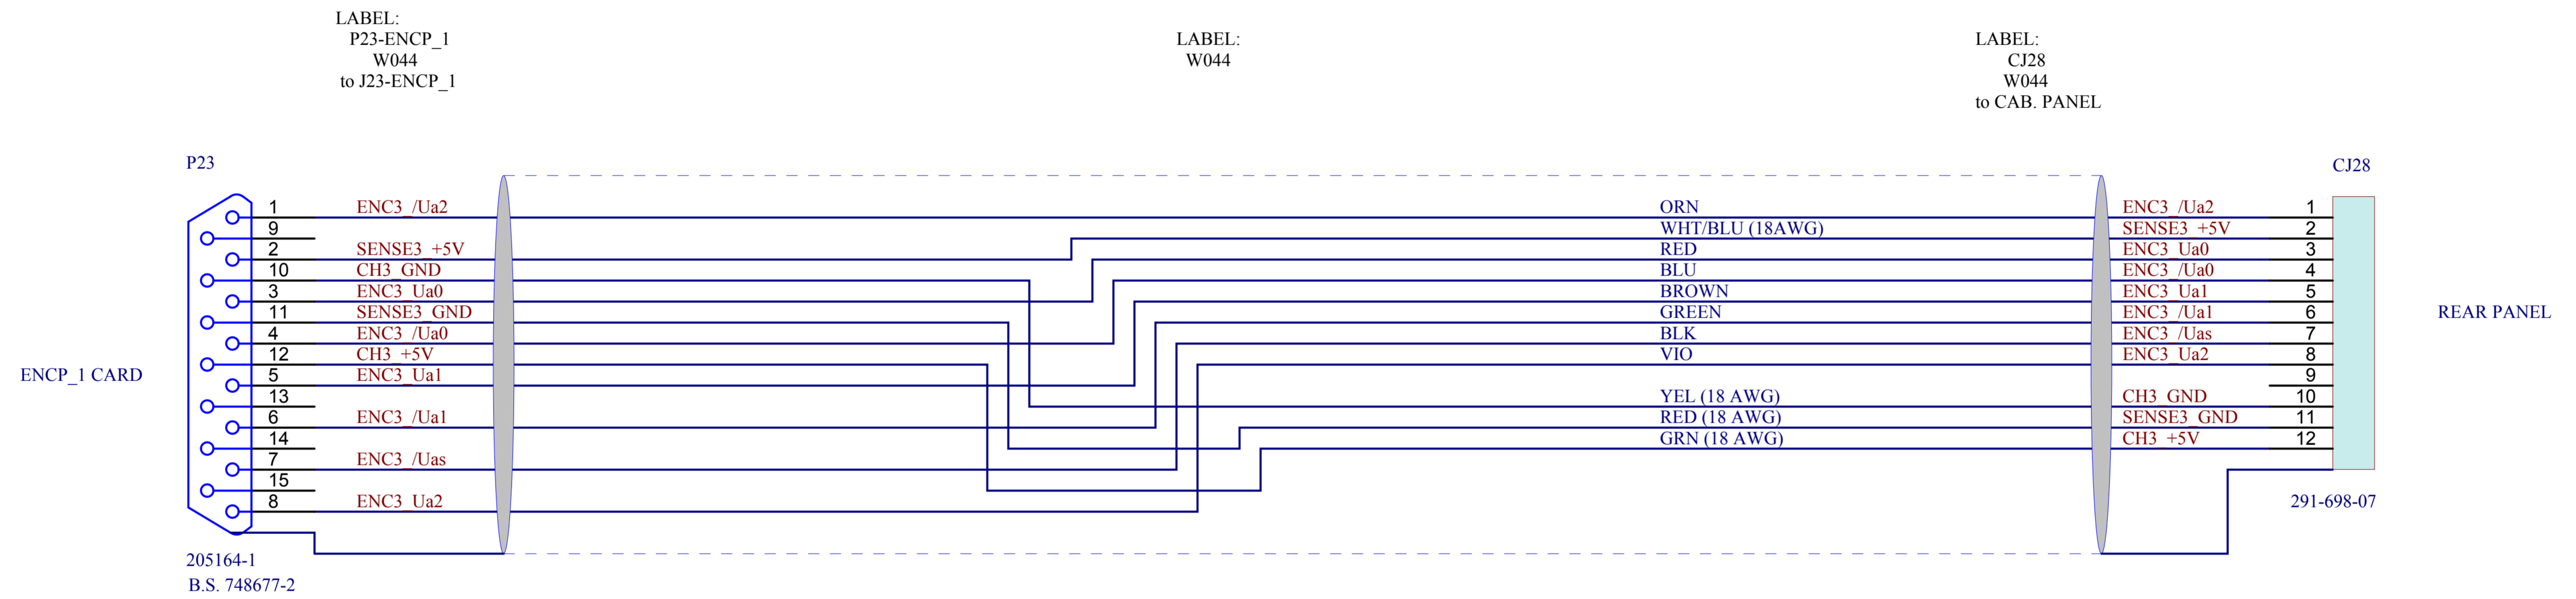 LABEL:
P23-ENCP_1
W044
to J23-ENCP_1
LABEL:
W044
LABEL:
CJ28
W044
to CAB. PANEL
P23
CJ28
1 ENC3_/Ua2 ORN ENC3_/Ua2 1
9 WHT/BLU (18AWG) SENSE3_+5V 2
2 SENSE3_+5V RED ENC3_Ua0 3
10 CH3_GND BLU ENC3_/Ua0 4
3 ENC3_Ua0 BROWN ENC3_Ua1 5
11 SENSE3_GND GREEN ENC3_/Ua1 6
4 ENC3_/Ua0 BLK ENC3_/Uas 7
12 CH3_+5V VIO ENC3_Ua2 8
5 ENC3_Ua1 9
13 YEL (18 AWG) CH3_GND 10
6 ENC3_/Ua1 RED (18 AWG) SENSE3_GND 11
14 GRN (18 AWG) CH3_+5V 12
7 ENC3_/Uas
15
8 ENC3_Ua2
ENCP_1 CARD
REAR PANEL
205164-1
B.S. 748677-2
291-698-07